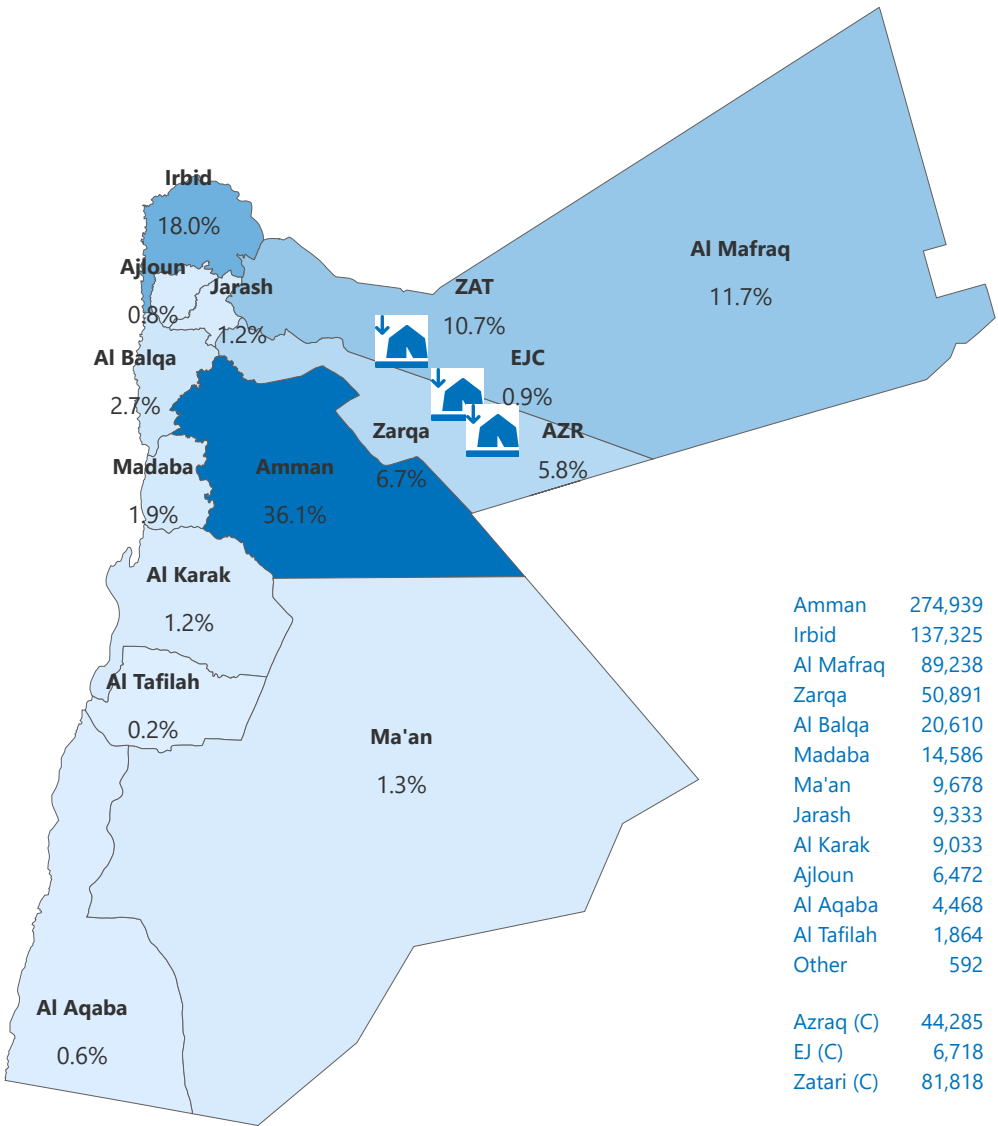 Irbid
18.0%
Ajloun
0.8%
Jarash
1.2%
Al Mafraq
11.7%
ZAT
10.7%
EJC
0.9%
AZR
5.8%
Al Balqa
2.7%
Zarqa
6.7%
Madaba
1.9%
Amman
36.1%
Al Karak
1.2%
Al Tafilah
0.2%
Ma'an
1.3%
Al Aqaba
0.6%
Amman 274,939
Irbid 137,325
Al Mafraq 89,238
Zarqa 50,891
Al Balqa 20,610
Madaba 14,586
Ma'an 9,678
Jarash 9,333
Al Karak 9,033
Ajloun 6,472
Al Aqaba 4,468
Al Tafilah 1,864
Other 592
Azraq (C) 44,285
EJ (C) 6,718
Zatari (C) 81,818